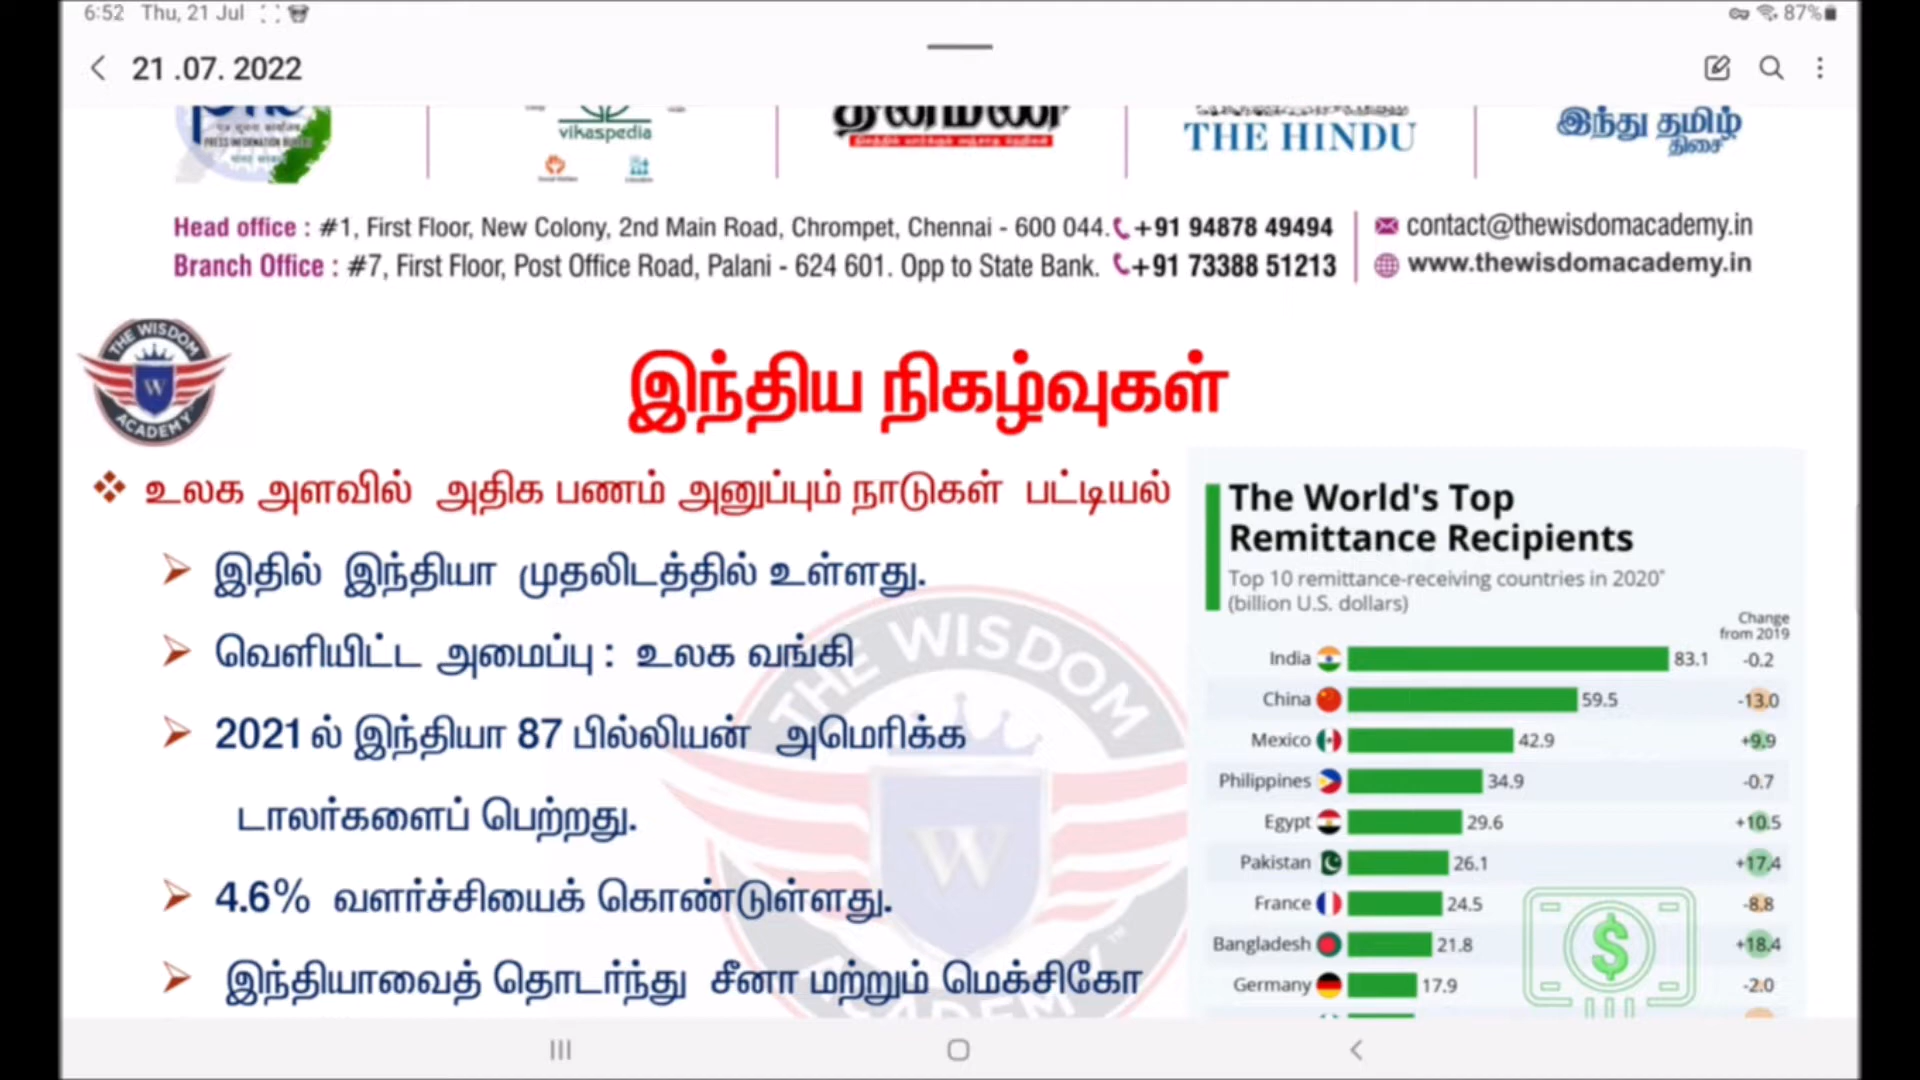 6:52 Thu, 21 Jul
87%
21 .07. 2022
PRESS INFORMATION
vikaspedia
தினமணி
THE HINDU
இந்து தமிழ்
திசை
Head office : #1, First Floor, New Colony, 2nd Main Road, Chrompet, Chennai - 600 044. +91 94878 49494
contact@thewisdomacademy.in
Branch Office : #7, First Floor, Post Office Road, Palani - 624 601. Opp to State Bank. +91 73388 51213
www.thewisdomacademy.in
THE WISDOM
W
ACADEMY
இந்திய நிகழ்வுகள்
உலக அளவில் அதிக பணம் அனுப்பும் நாடுகள் பட்டியல்
இதில் இந்தியா முதலிடத்தில் உள்ளது.
வெளியிட்ட அமைப்பு : உலக வங்கி
2021 ல் இந்தியா 87 பில்லியன் அமெரிக்க
டாலர்களைப் பெற்றது.
4.6% வளர்ச்சியைக் கொண்டுள்ளது.
இந்தியாவைத் தொடர்ந்து சீனா மற்றும் மெக்சிகோ
THE WISDOM
W
ACADEMY
The World's Top
Remittance Recipients
Top 10 remittance-receiving countries in 2020*
(billion U.S. dollars)
Change
from 2019
India 83.1 -0.2
China 59.5 -13.0
Mexico 42.9 +9.9
Philippines 34.9 -0.7
Egypt 29.6 +10.5
Pakistan 26.1 +17.4
France 24.5 -8.8
Bangladesh 21.8 +18.4
Germany 17.9 -2.0
$